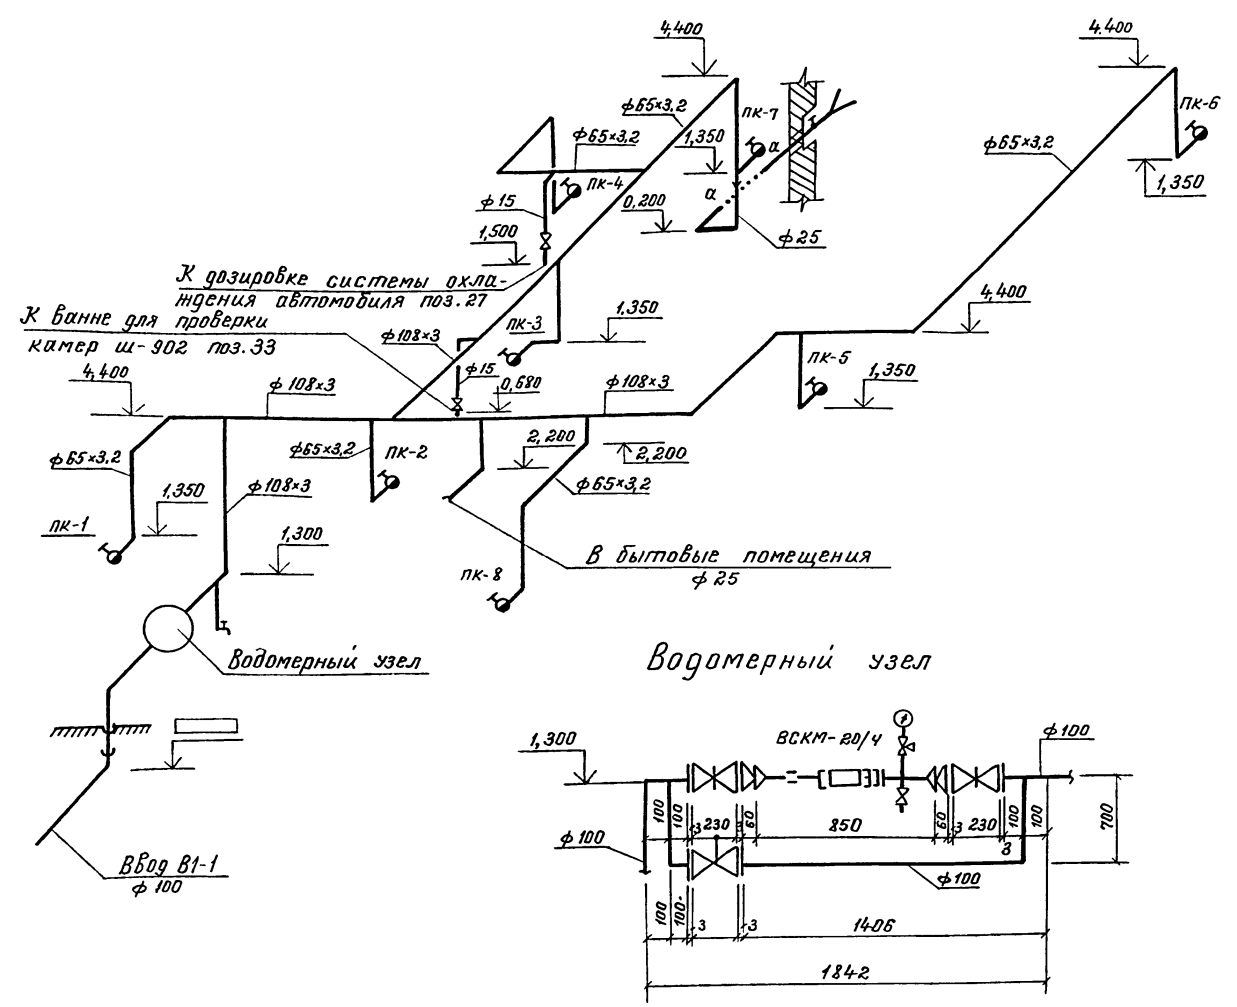 4,400
4.400
ф65×3,2
ПК-7
ПК-6
ф65×3,2
1,350
а
ф65×3,2
ПК-4
1,350
ф15
0,200
а
1,500
ф25
К дозировке системы охла-
ждения автомобиля поз.27
4,400
К ванне для проверки
камер Ш-902 поз.33
ПК-3
1,350
ф108×3
ПК-5
4,400
ф108×3
ф15
0,680
ф108×3
1,350
ф65×3,2
ф65×3,2
ПК-2
2,200
2,200
1,350
ф108×3
ф65×3,2
ПК-1
1,300
ПК-8
В бытовые помещения
ф25
Водомерный узел
Водомерный узел
Ввод В1-1
ф100
1,300
ВСКМ-20/4
ф100
100
100
3
230
3
60
850
60
3
230
3
100
100
700
ф100
ф100
100
100
3
3
1406
1842